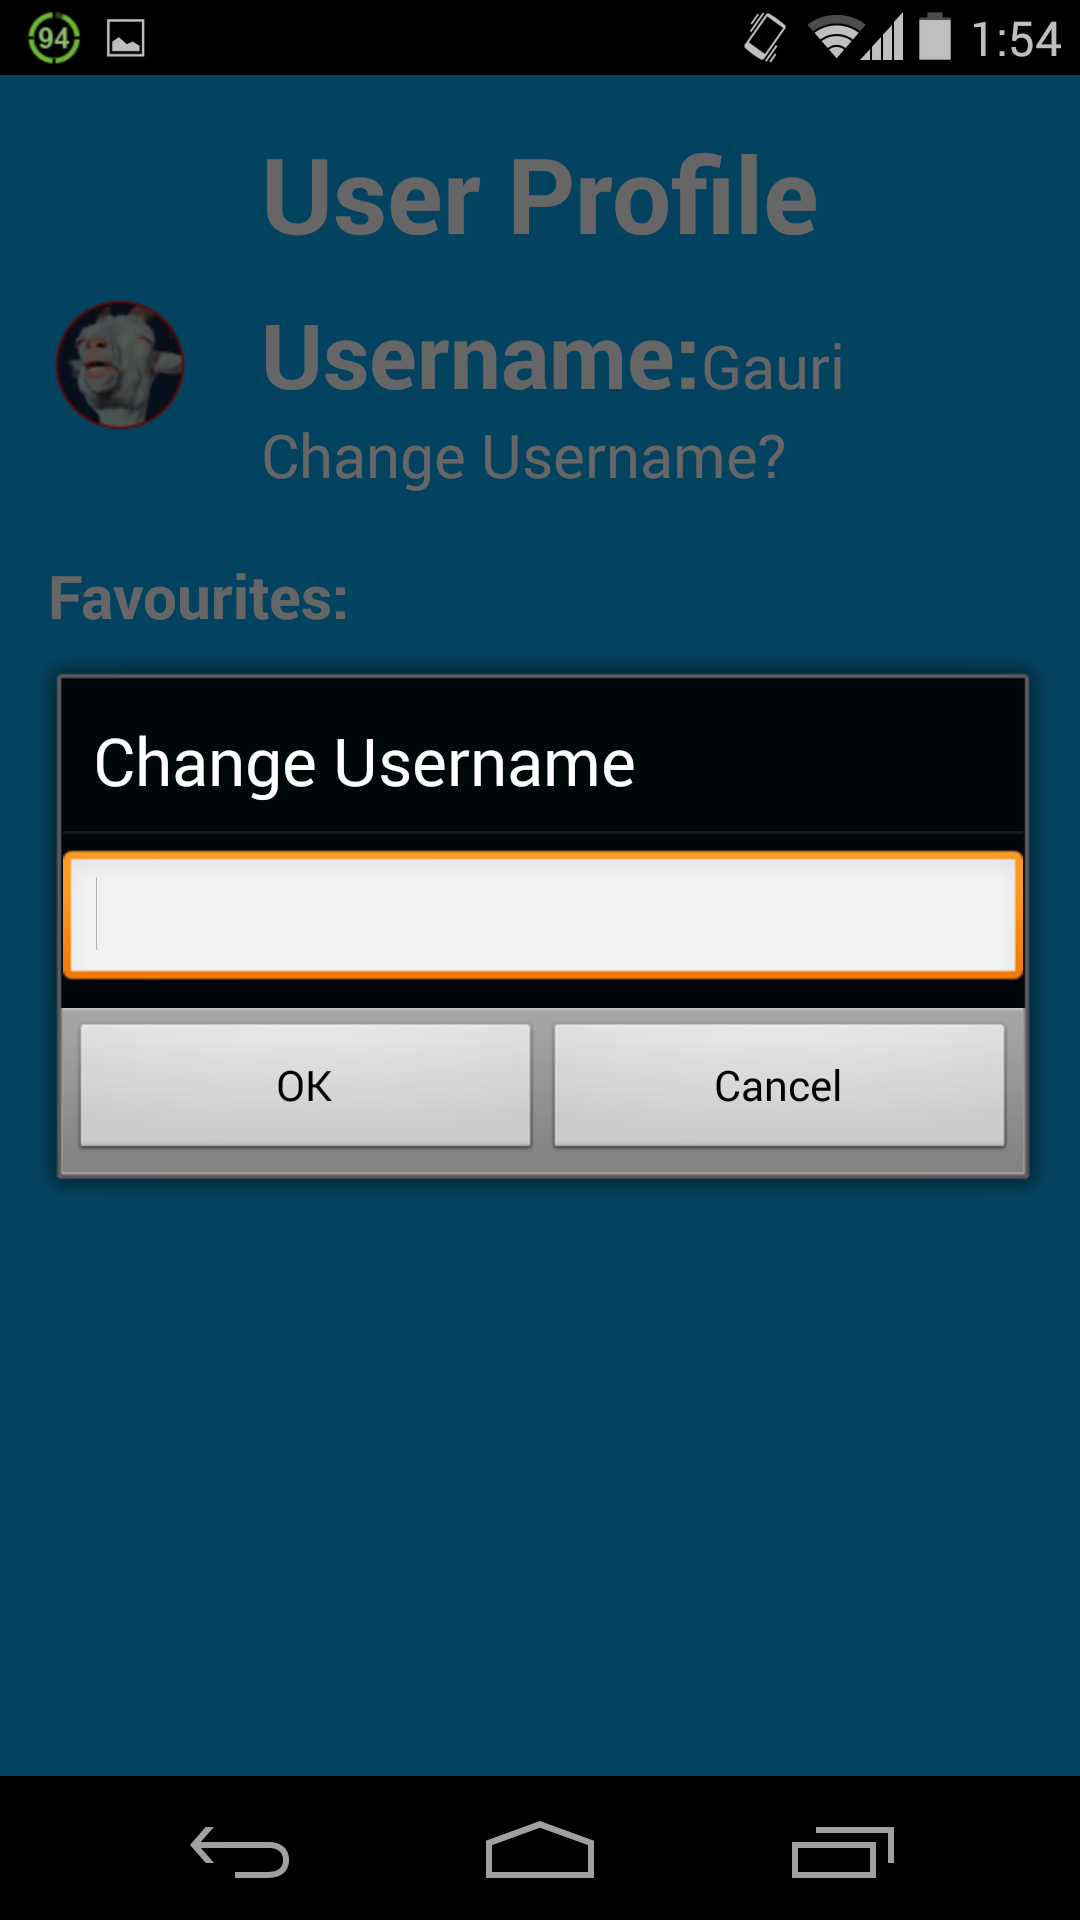 94 1:54
User Profile
Username:Gauri
Change Username?
Favourites:
Change Username
OK Cancel